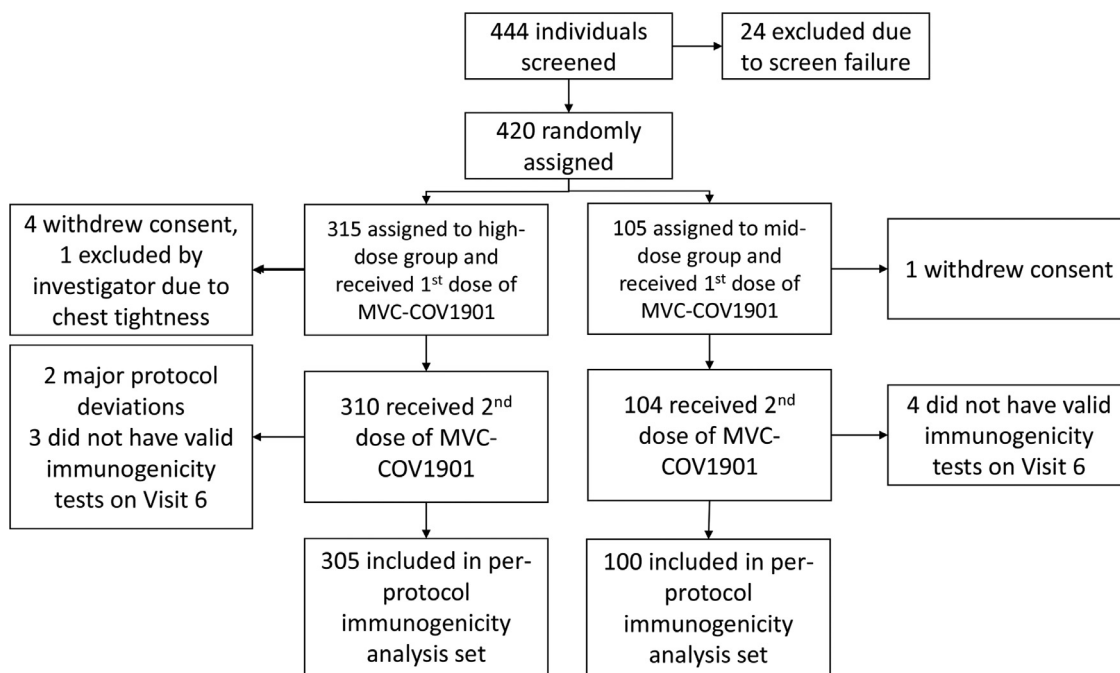 444 individuals
screened
24 excluded due
to screen failure
420 randomly
assigned
4 withdrew consent,
1 excluded by
investigator due to
chest tightness
315 assigned to high-
dose group and
received 1st dose of
MVC-COV1901
105 assigned to mid-
dose group and
received 1st dose of
MVC-COV1901
1 withdrew consent
2 major protocol
deviations
3 did not have valid
immunogenicity
tests on Visit 6
310 received 2nd
dose of MVC-
COV1901
104 received 2nd
dose of MVC-
COV1901
4 did not have valid
immunogenicity
tests on Visit 6
305 included in per-
protocol
immunogenicity
analysis set
100 included in per-
protocol
immunogenicity
analysis set